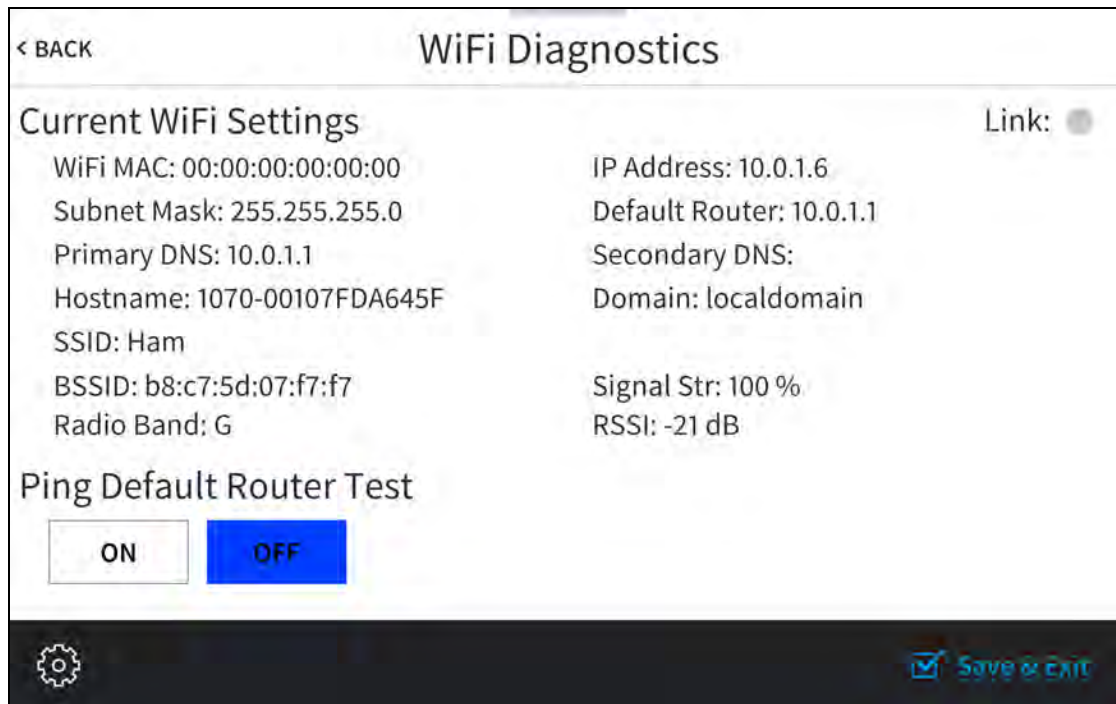 < BACK
WiFi Diagnostics
Current WiFi Settings
Link:
WiFi MAC: 00:00:00:00:00:00
IP Address: 10.0.1.6
Subnet Mask: 255.255.255.0
Default Router: 10.0.1.1
Primary DNS: 10.0.1.1
Secondary DNS:
Hostname: 1070-00107FDA645F
Domain: localdomain
SSID: Ham
BSSID: b8:c7:5d:07:f7:f7
Signal Str: 100 %
Radio Band: G
RSSI: -21 dB
Ping Default Router Test
ON
OFF
Save & Exit